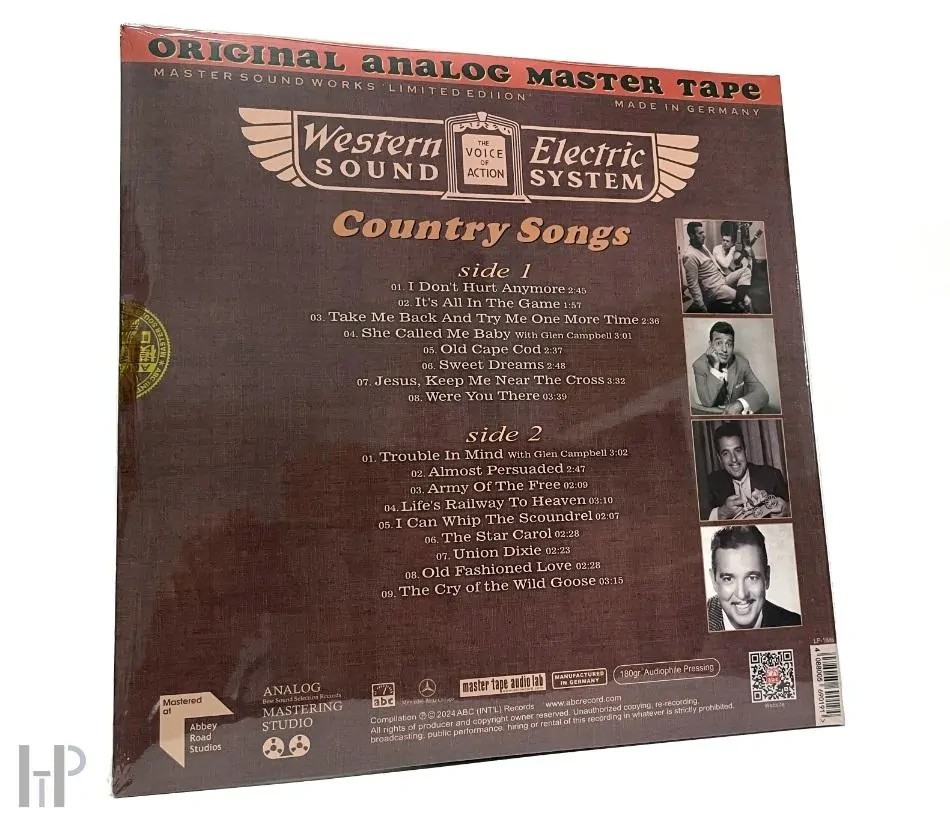 ORIGINAL ANALOG MASTER TAPE
MASTER SOUND WORKS 'LIMITED EDIION'
MADE IN GERMANY
Western Electric
SOUND SYSTEM
THE
VOICE
OF
ACTION
Country Songs
side 1
01. I Don't Hurt Anymore 2:45
02. It's All In The Game 1:57
03. Take Me Back And Try Me One More Time 2:36
04. She Called Me Baby With Glen Campbell 3:01
05. Old Cape Cod 2:37
06. Sweet Dreams 2:48
07. Jesus, Keep Me Near The Cross 3:32
08. Were You There 03:39
side 2
01. Trouble In Mind With Glen Campbell 3:02
02. Almost Persuaded 2:47
03. Army Of The Free 02:09
04. Life's Railway To Heaven 03:10
05. I Can Whip The Scoundrel 02:07
06. The Star Carol 02:28
07. Union Dixie 02:23
08. Old Fashioned Love 02:28
09. The Cry of the Wild Goose 03:15
Mastered
at
Abbey
Road
Studios
ANALOG
Best Sound Selection Records
MASTERING
STUDIO
abc
master tape audio lab
MANUFACTURED
IN GERMANY
180gr. Audiophile Pressing
Compilation ℗ © 2024 ABC (INT'L) Records www.abcrecord.com
All rights of producer and copyright owner reserved. Unauthorized copying, re-recording,
broadcasting, public performance, hiring or rental of this recording in whatever is strictly prohibited.
Website
HiP